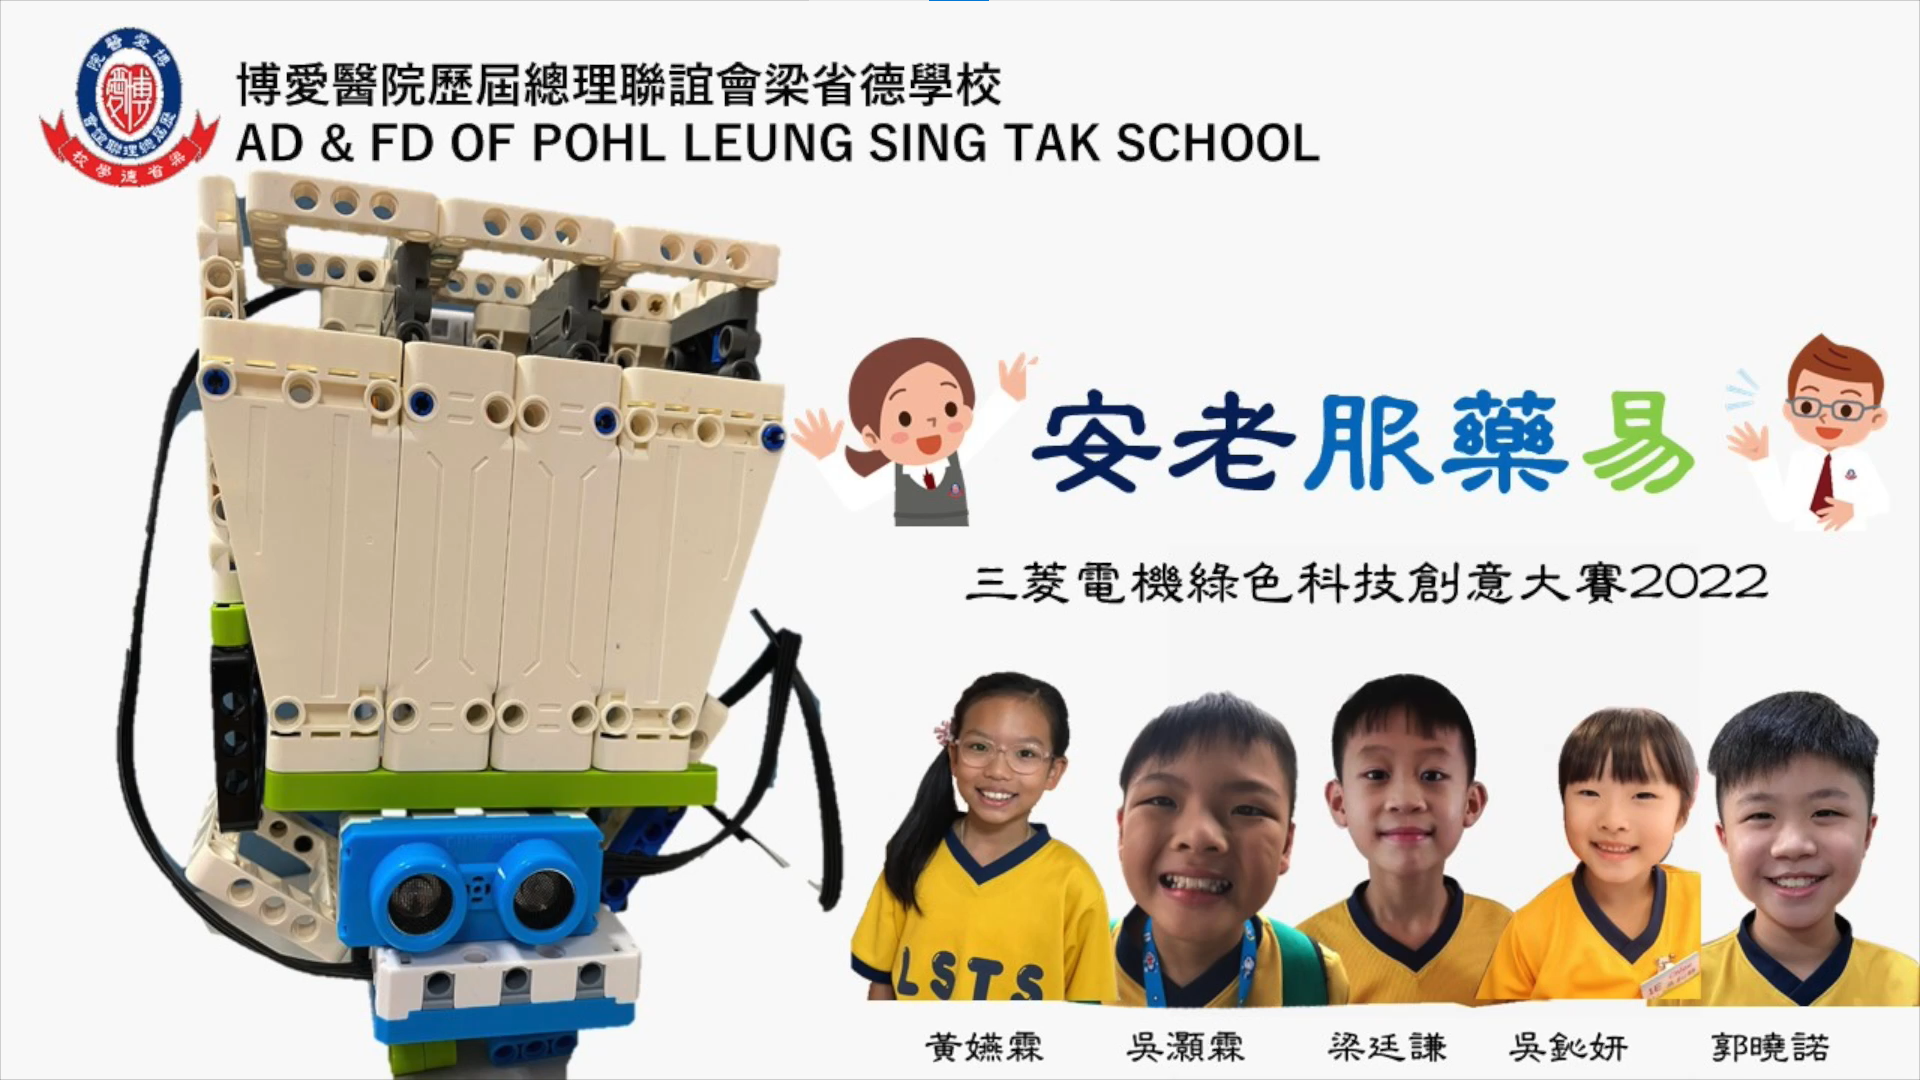 博愛醫院歷屆總理聯誼會梁省德學校
AD & FD OF POHL LEUNG SING TAK SCHOOL
安老服藥易
三菱電機綠色科技創意大賽2022
LSTS
黃嬿霖
吳灝霖
梁廷謙
吳鈊妍
郭曉諾